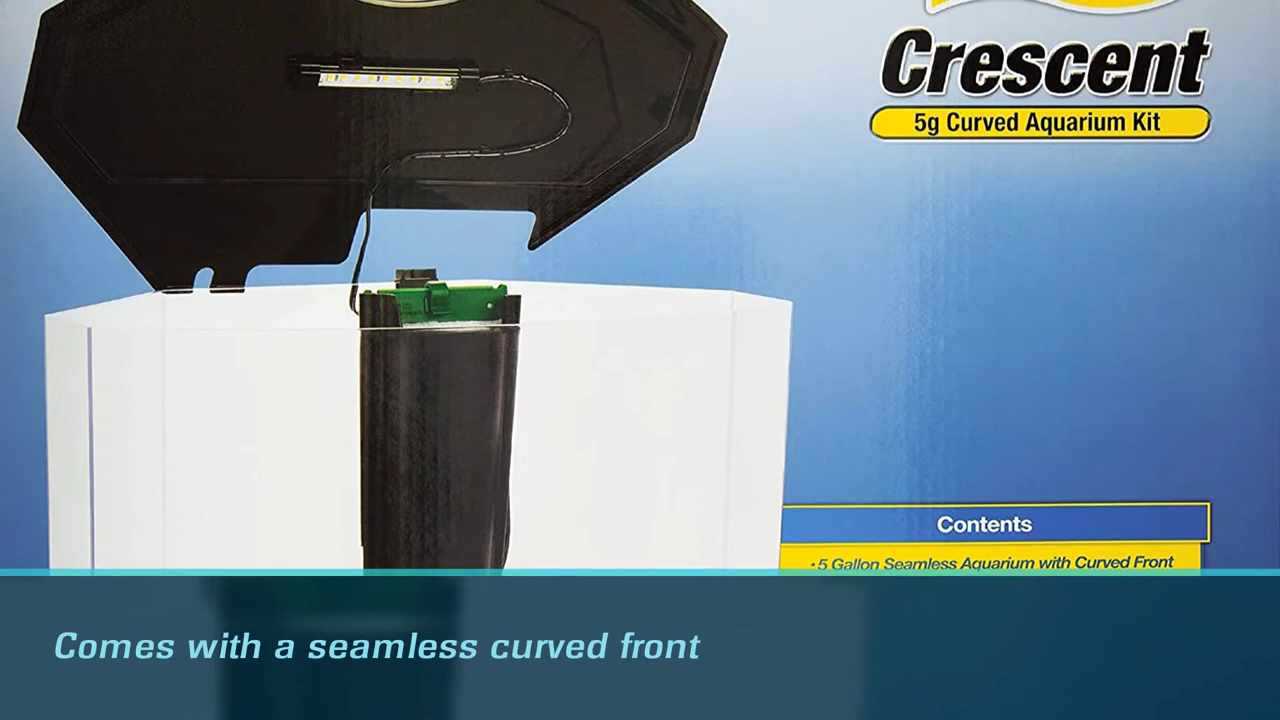 Crescent
5g Curved Aquarium Kit
Contents
• 5 Gallon Seamless Aquarium with Curved Front
Comes with a seamless curved front